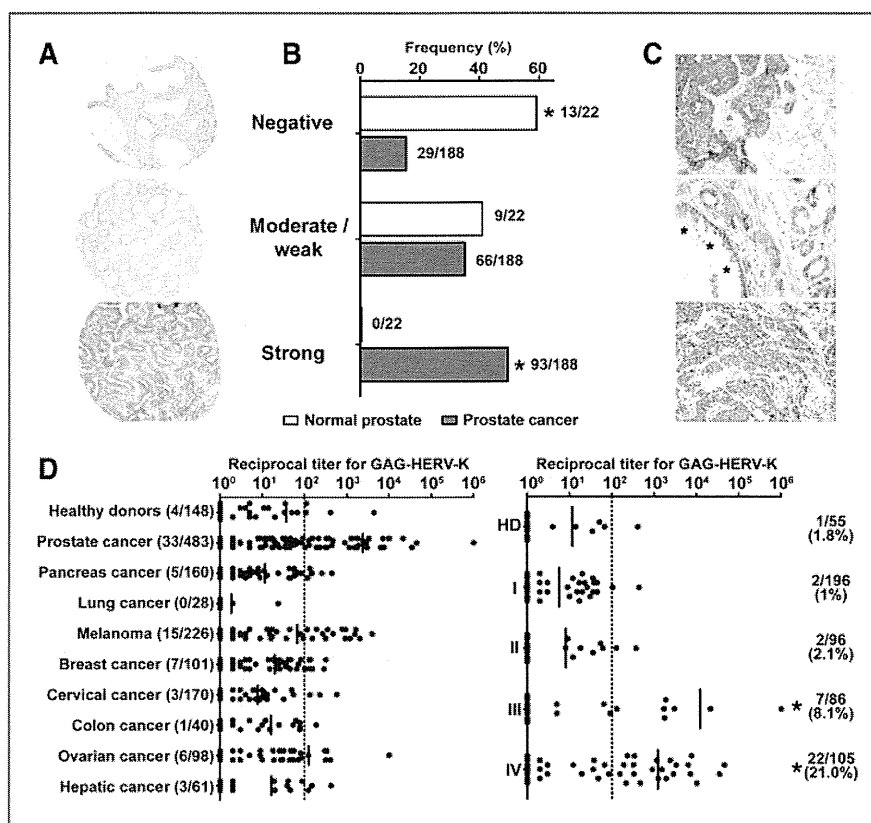 A
B
C
Frequency (%)
0 20 40 60
Negative
* 13/22
29/188
Moderate /
weak
9/22
66/188
Strong
0/22
* 93/188
Normal prostate Prostate cancer
D
Reciprocal titer for GAG-HERV-K
10⁰ 10¹ 10² 10³ 10⁴ 10⁵ 10⁶
Healthy donors (4/148)
Prostate cancer (33/483)
Pancreas cancer (5/160)
Lung cancer (0/28)
Melanoma (15/226)
Breast cancer (7/101)
Cervical cancer (3/170)
Colon cancer (1/40)
Ovarian cancer (6/98)
Hepatic cancer (3/61)
Reciprocal titer for GAG-HERV-K
10⁰ 10¹ 10² 10³ 10⁴ 10⁵ 10⁶
HD
1/55
(1.8%)
I
2/196
(1%)
II
2/96
(2.1%)
III
* 7/86
(8.1%)
IV
* 22/105
(21.0%)